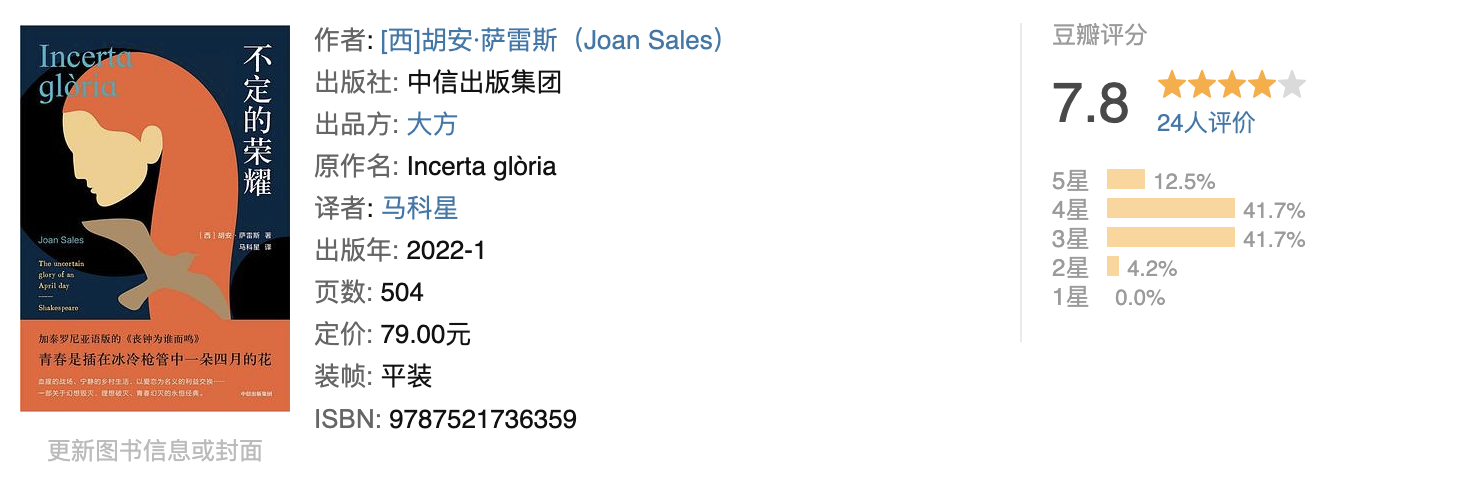 Incerta
glòria
不定的荣耀
[西] 胡安·萨雷斯 著
马科星 译
Joan Sales
The uncertain
glory of an
April day
Shakespeare
加泰罗尼亚语版的《丧钟为谁而鸣》
青春是插在冰冷枪管中一朵四月的花
血腥的战场、宁静的乡村生活、以爱恋为名义的利益交换……
一部关于幻想毁灭、理想破灭、青春幻灭的永恒经典。
中信出版集团
更新图书信息或封面
作者: [西]胡安·萨雷斯（Joan Sales）
出版社: 中信出版集团
出品方: 大方
原作名: Incerta glòria
译者: 马科星
出版年: 2022-1
页数: 504
定价: 79.00元
装帧: 平装
ISBN: 9787521736359
豆瓣评分
7.8
24人评价
5星 12.5%
4星 41.7%
3星 41.7%
2星 4.2%
1星 0.0%